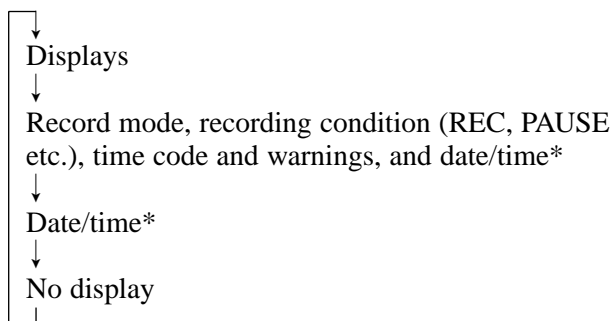 Displays
Record mode, recording condition (REC, PAUSE
etc.), time code and warnings, and date/time*
Date/time*
No display